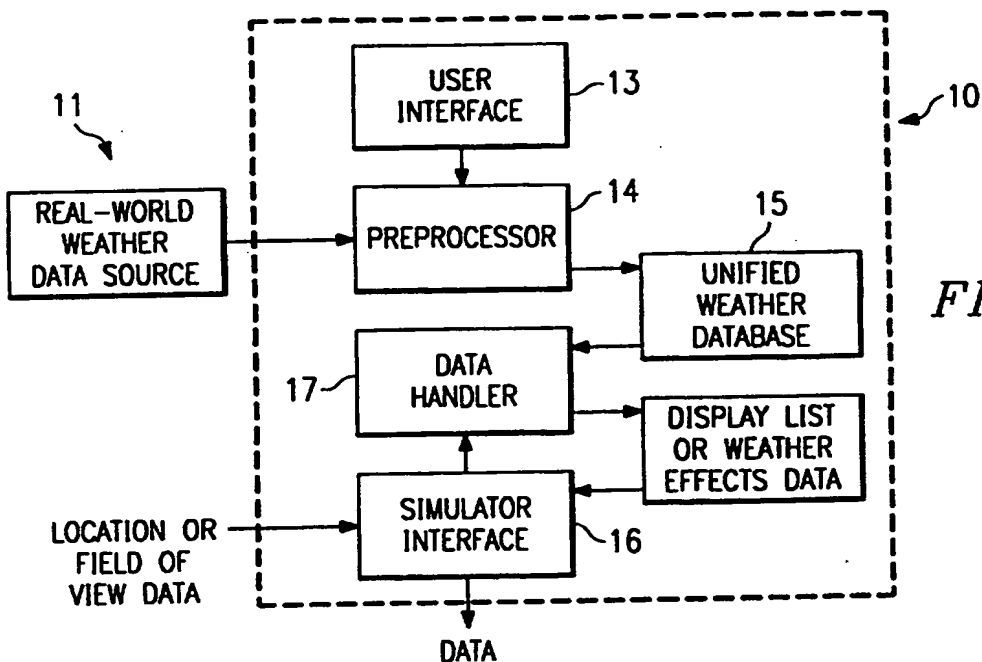 USER
INTERFACE
13
10
11
REAL-WORLD
WEATHER
DATA SOURCE
14
PREPROCESSOR
15
UNIFIED
WEATHER
DATABASE
17
DATA
HANDLER
DISPLAY LIST
OR WEATHER
EFFECTS DATA
LOCATION OR
FIELD OF
VIEW DATA
SIMULATOR
INTERFACE
16
DATA